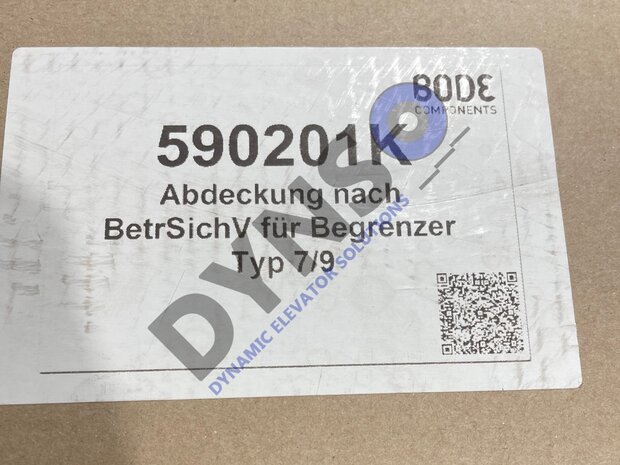 BODE
COMPONENTS
590201K
Abdeckung nach
BetrSichV für Begrenzer
Typ 7/9
DYNSO
DYNAMIC ELEVATOR SOLUTIONS